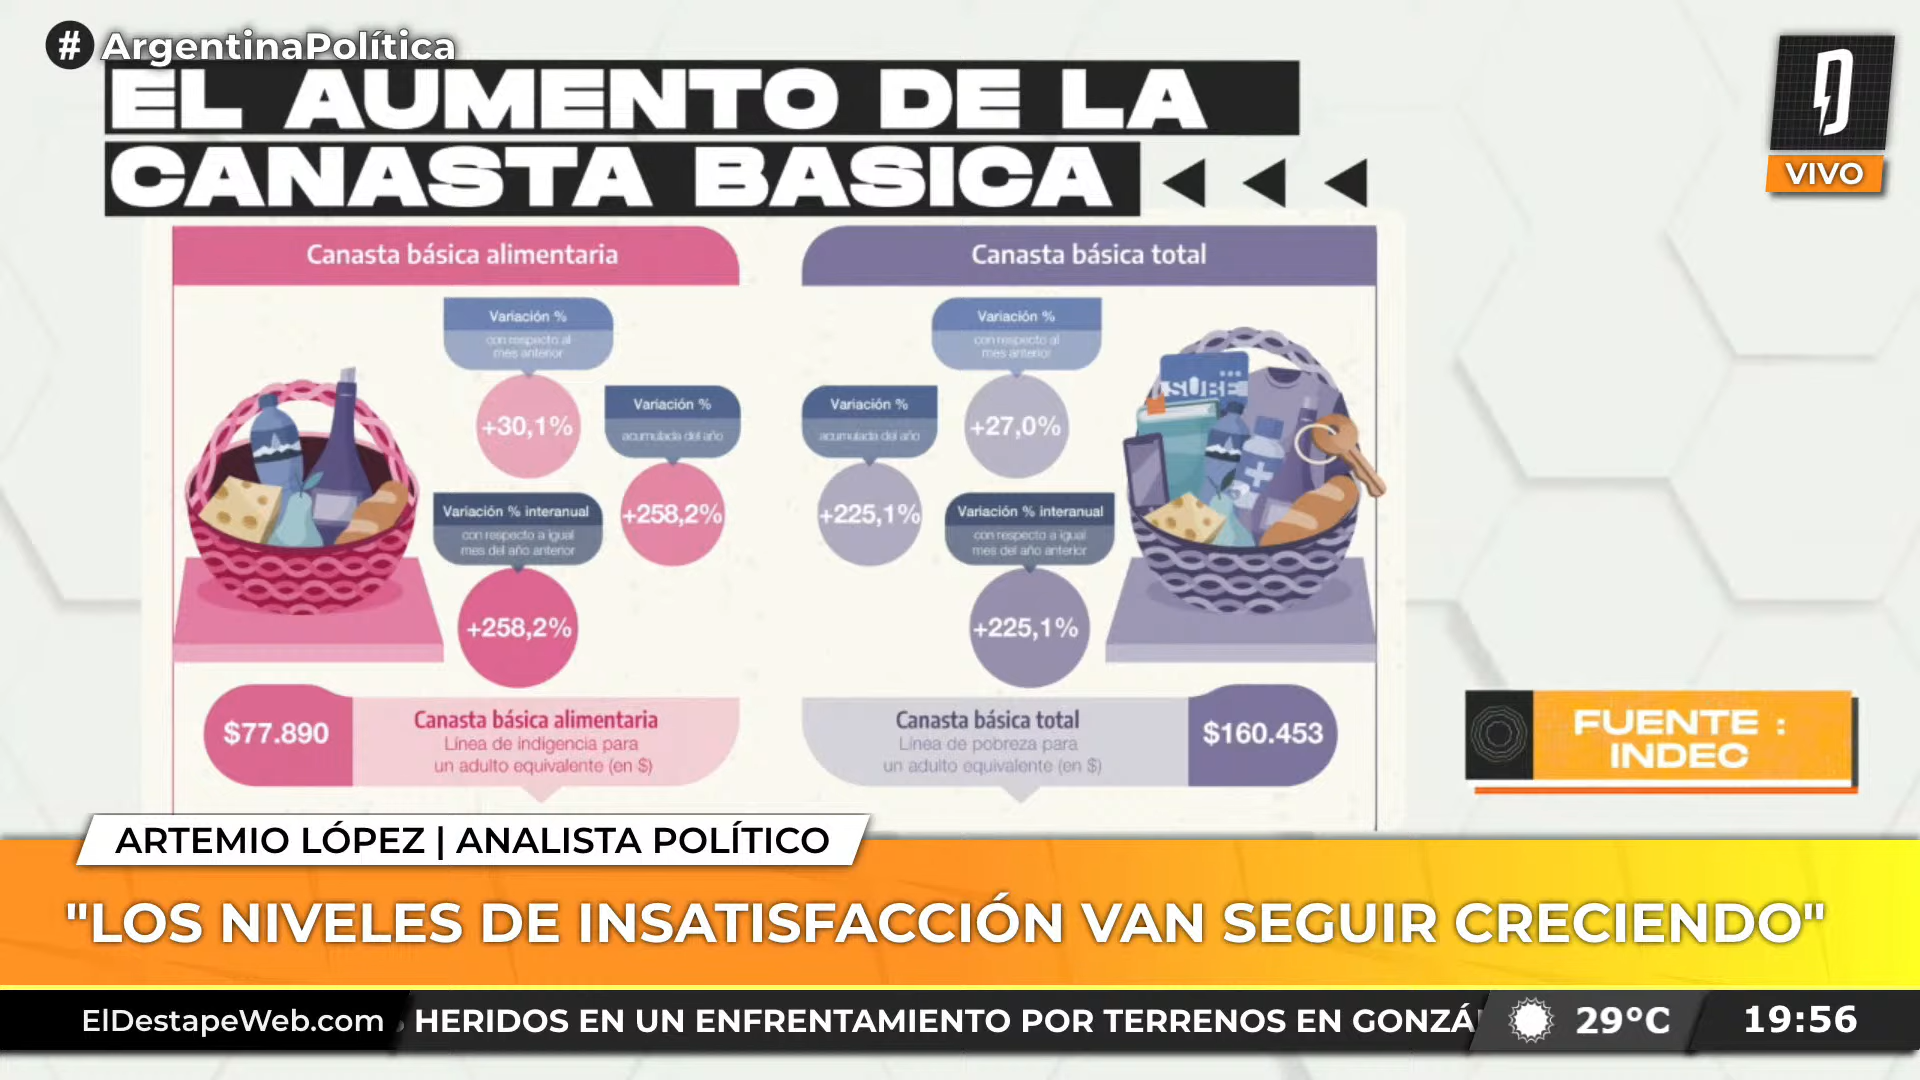 # ArgentinaPolítica
EL AUMENTO DE LA
CANASTA BASICA
VIVO
Canasta básica alimentaria
Variación %
con respecto al
mes anterior
+30,1%
Variación %
acumulada del año
+258,2%
Variación % interanual
con respecto a igual
mes del año anterior
+258,2%
$77.890
Canasta básica alimentaria
Línea de indigencia para
un adulto equivalente (en $)
Canasta básica total
Variación %
con respecto al
mes anterior
+27,0%
Variación %
acumulada del año
+225,1%
Variación % interanual
con respecto a igual
mes del año anterior
+225,1%
SUBE
Canasta básica total
Línea de pobreza para
un adulto equivalente (en $)
$160.453
FUENTE :
INDEC
ARTEMIO LÓPEZ | ANALISTA POLÍTICO
"LOS NIVELES DE INSATISFACCIÓN VAN SEGUIR CRECIENDO"
ElDestapeWeb.com
HERIDOS EN UN ENFRENTAMIENTO POR TERRENOS EN GONZÁ
29°C
19:56